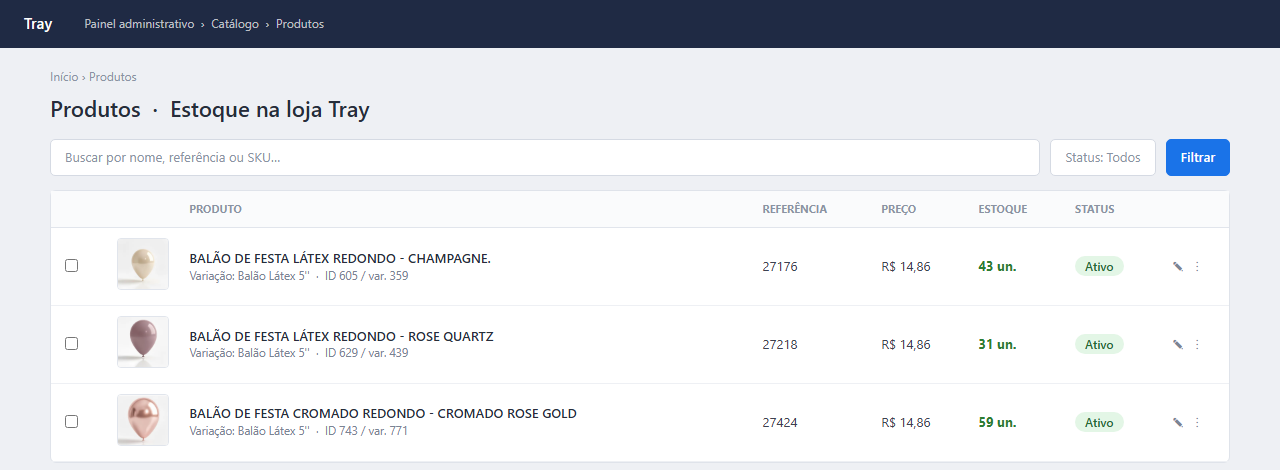 Tray Painel administrativo › Catálogo › Produtos
Início › Produtos
Produtos · Estoque na loja Tray
Buscar por nome, referência ou SKU... Status: Todos Filtrar
PRODUTO REFERÊNCIA PREÇO ESTOQUE STATUS
BALÃO DE FESTA LÁTEX REDONDO - CHAMPAGNE. 27176 R$ 14,86 43 un. Ativo
Variação: Balão Látex 5" · ID 605 / var. 359
BALÃO DE FESTA LÁTEX REDONDO - ROSE QUARTZ 27218 R$ 14,86 31 un. Ativo
Variação: Balão Látex 5" · ID 629 / var. 439
BALÃO DE FESTA CROMADO REDONDO - CROMADO ROSE GOLD 27424 R$ 14,86 59 un. Ativo
Variação: Balão Látex 5" · ID 743 / var. 771